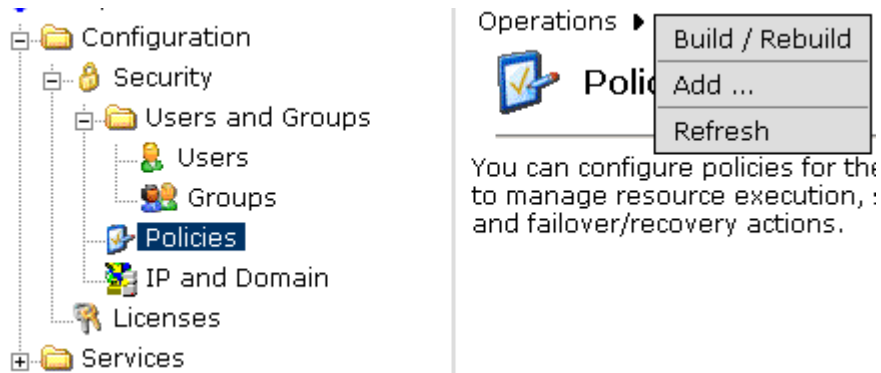 Configuration
Security
Users and Groups
Users
Groups
Policies
IP and Domain
Licenses
Services
Operations
Build / Rebuild
Add ...
Refresh
You can configure policies for the
to manage resource execution,
and failover/recovery actions.